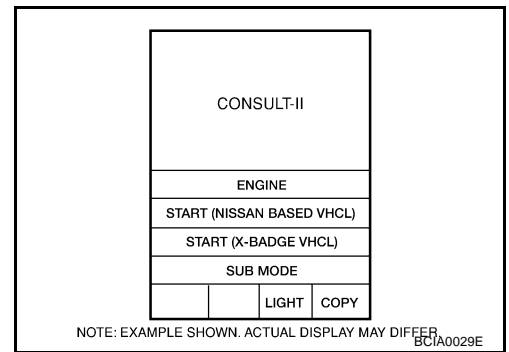 CONSULT-II
ENGINE
START (NISSAN BASED VHCL)
START (X-BADGE VHCL)
SUB MODE
LIGHT COPY
NOTE: EXAMPLE SHOWN. ACTUAL DISPLAY MAY DIFFER.
BCIA0029E